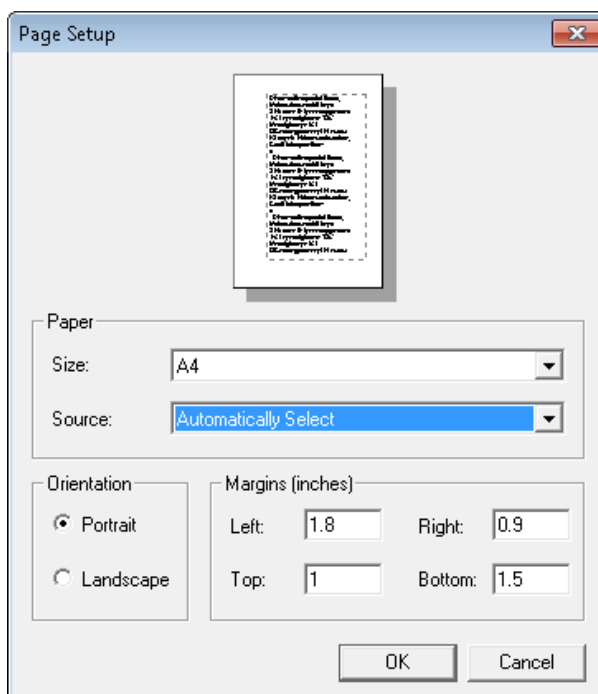 Page Setup
Paper
Size: A4
Source: Automatically Select
Orientation
Portrait
Landscape
Margins (inches)
Left: 1.8 Right: 0.9
Top: 1 Bottom: 1.5
OK Cancel